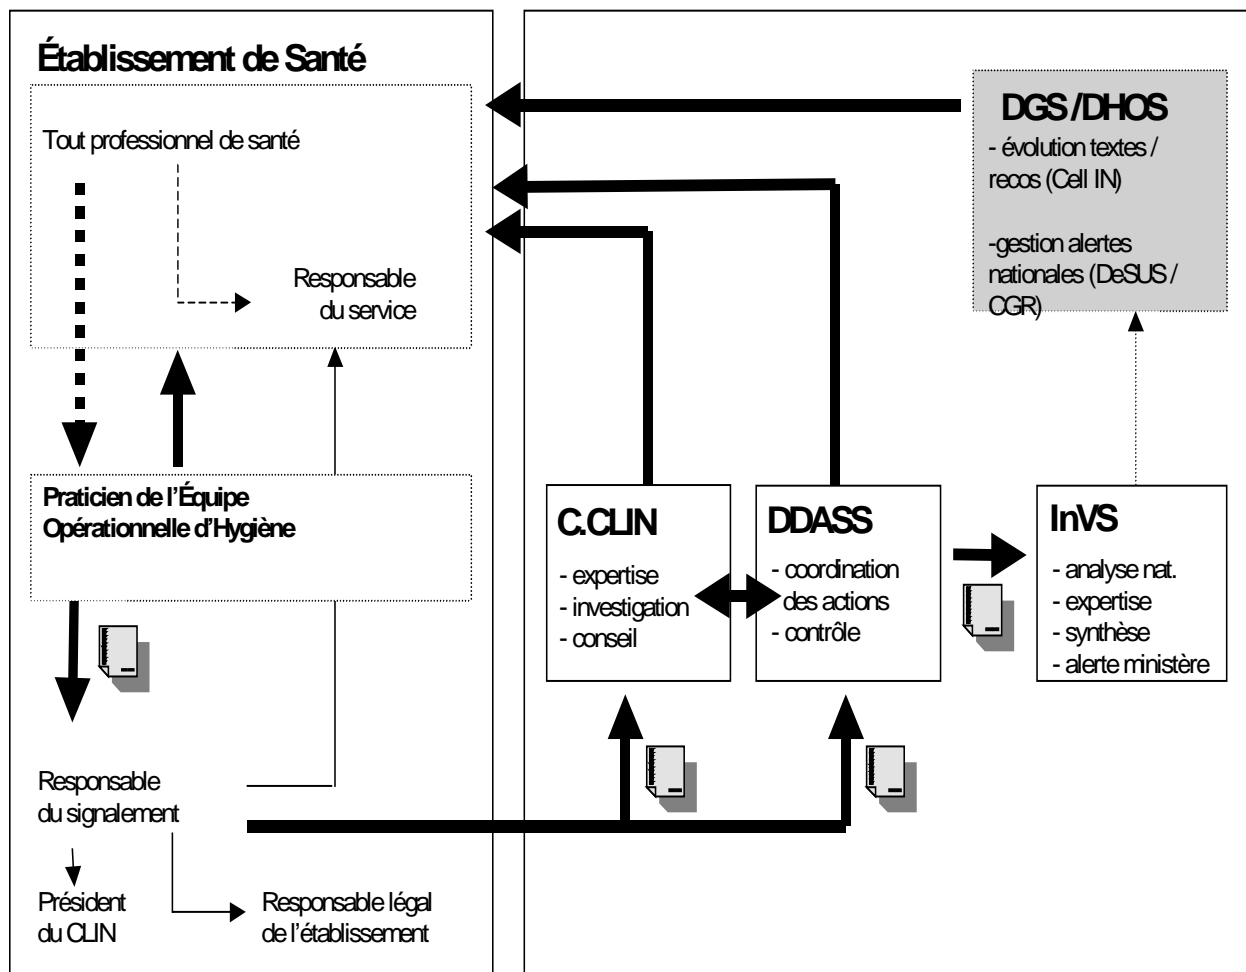 Établissement de Santé
Tout professionnel de santé
Responsable
du service
Praticien de l'Équipe
Opérationnelle d'Hygiène
Responsable
du signalement
Président
du CLIN
Responsable légal
de l'établissement
DGS /DHOS
- évolution textes /
recos (Cell IN)
-gestion alertes
nationales (DeSUS /
CGR)
C.CLIN
- expertise
- investigation
- conseil
DDASS
- coordination
des actions
- contrôle
InVS
- analyse nat.
- expertise
- synthèse
- alerte ministère